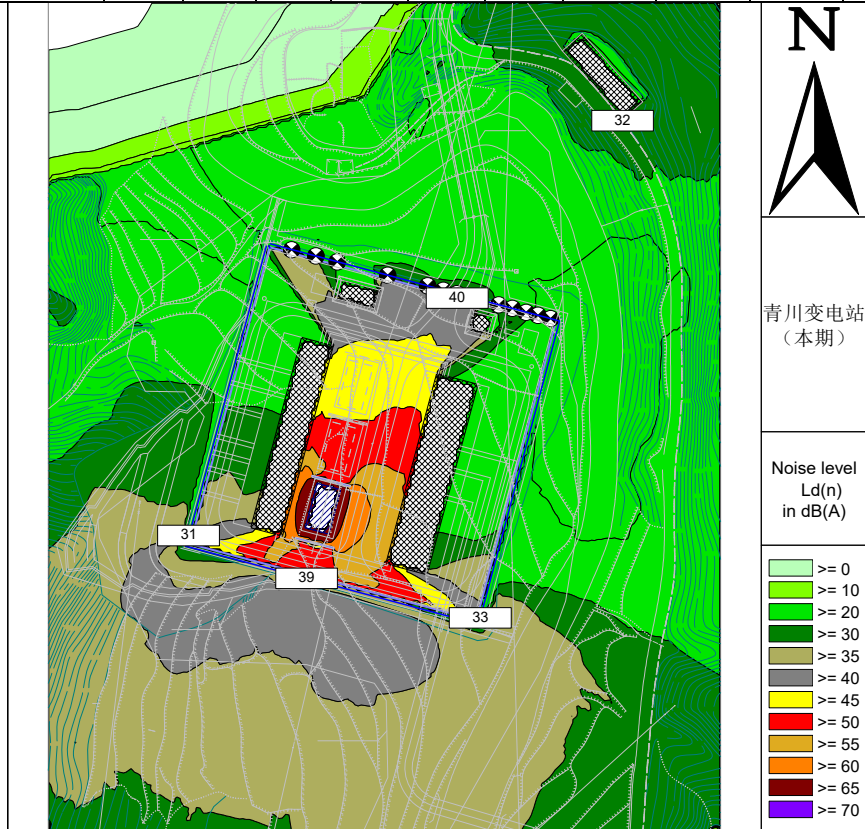 32
40
31
39
33
N
青川变电站
（本期）
Noise level
Ld(n)
in dB(A)
>= 0
>= 10
>= 20
>= 30
>= 35
>= 40
>= 45
>= 50
>= 55
>= 60
>= 65
>= 70